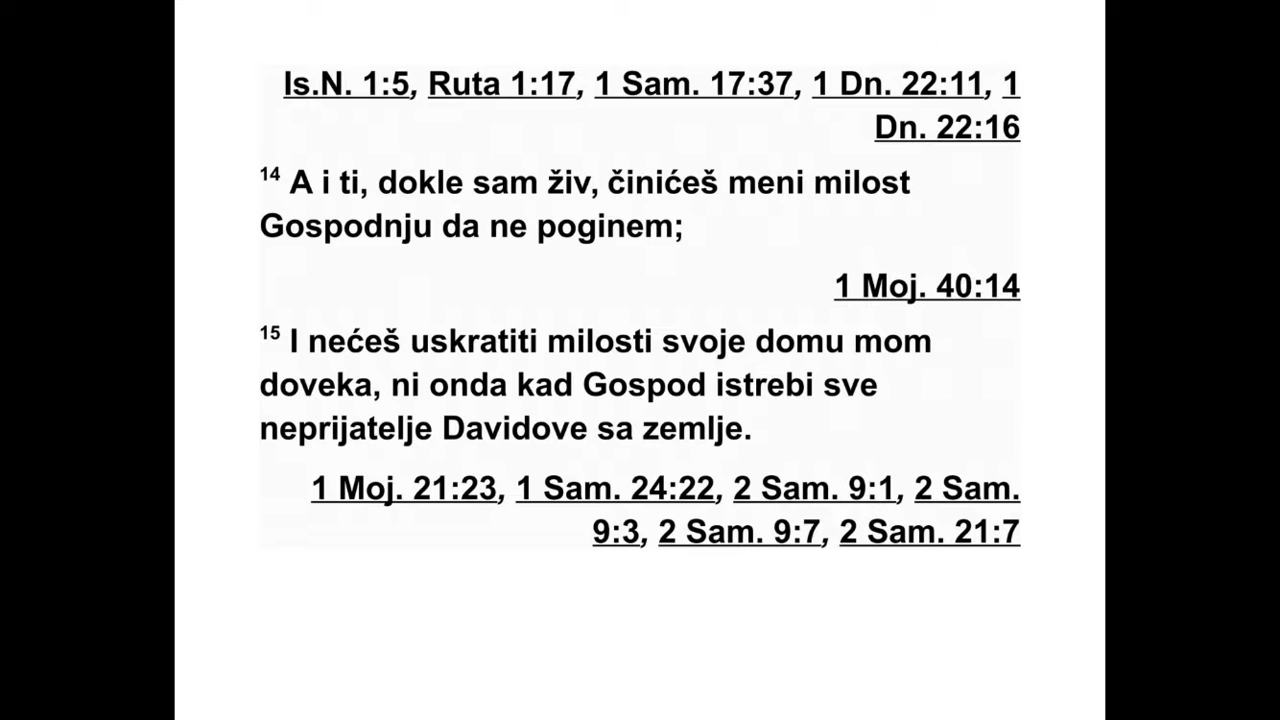 Is.N. 1:5, Ruta 1:17, 1 Sam. 17:37, 1 Dn. 22:11, 1
Dn. 22:16
14 A i ti, dokle sam živ, činićeš meni milost
Gospodnju da ne poginem;
1 Moj. 40:14
15 I nećeš uskratiti milosti svoje domu mom
doveka, ni onda kad Gospod istrebi sve
neprijatelje Davidove sa zemlje.
1 Moj. 21:23, 1 Sam. 24:22, 2 Sam. 9:1, 2 Sam.
9:3, 2 Sam. 9:7, 2 Sam. 21:7